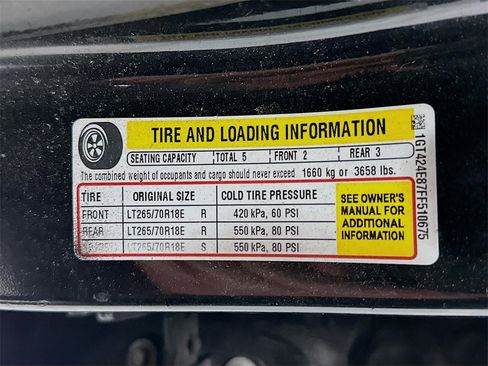 TIRE AND LOADING INFORMATION
SEATING CAPACITY TOTAL 5 FRONT 2 REAR 3
The combined weight of occupants and cargo should never exceed 1660 kg or 3658 lbs.
TIRE ORIGINAL SIZE COLD TIRE PRESSURE
FRONT LT265/70R18E R 420 kPa, 60 PSI
REAR LT265/70R18E R 550 kPa, 80 PSI
LT265/70R18E S 550 kPa, 80 PSI
SEE OWNER'S
MANUAL FOR
ADDITIONAL
INFORMATION
1GT424E87FF510675